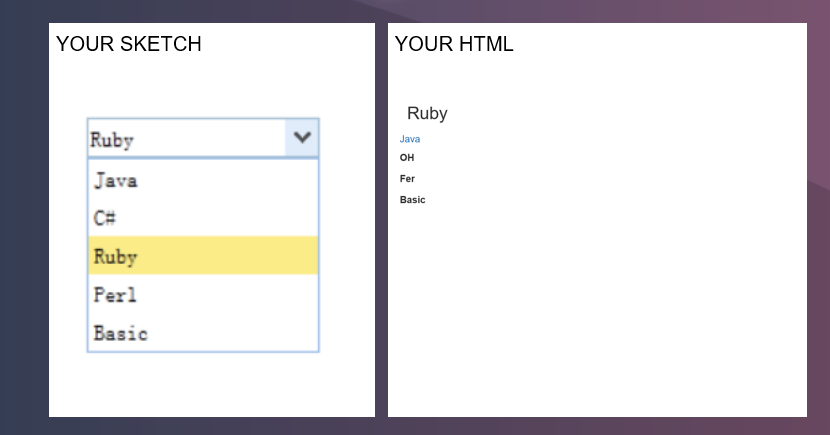 YOUR SKETCH
Ruby
Java
C#
Ruby
Perl
Basic
YOUR HTML
Ruby
Java
OH
Fer
Basic